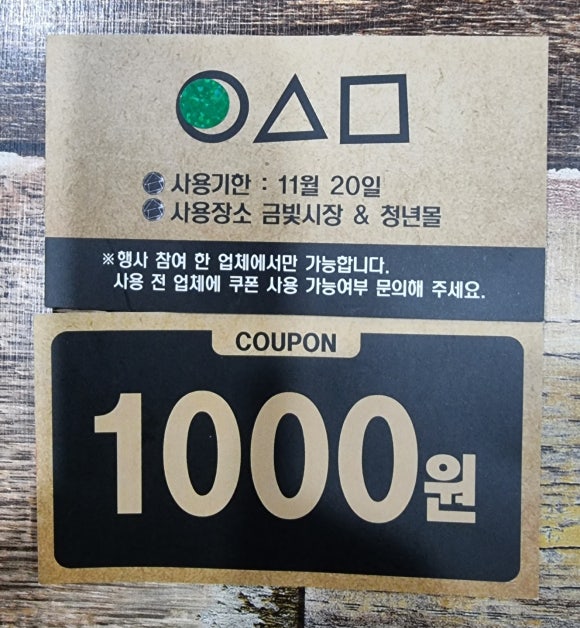 사용기한 : 11월 20일
사용장소 금빛시장 & 청년몰
※행사 참여 한 업체에서만 가능합니다.
사용 전 업체에 쿠폰 사용 가능여부 문의해 주세요.
COUPON
1000원